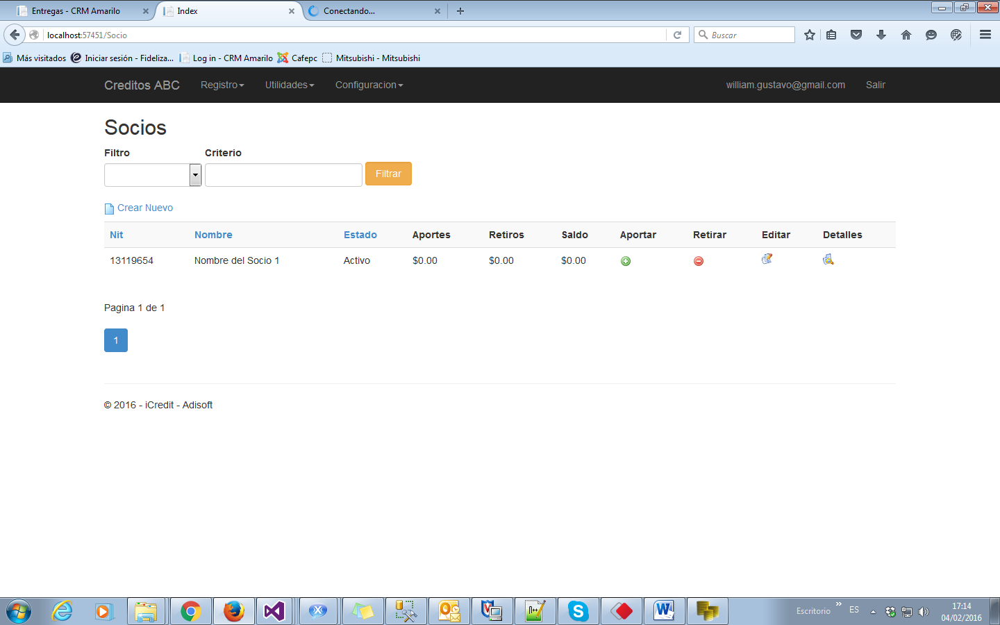 Entregas - CRM Amarilo
Index
Conectando...
localhost:57451/Socio
Buscar
Más visitados
Iniciar sesión - Fideliza...
Log in - CRM Amarilo
Cafepc
Mitsubishi - Mitsubishi
Creditos ABC
Registro
Utilidades
Configuracion
william.gustavo@gmail.com
Salir
Socios
Filtro
Criterio
Filtrar
Crear Nuevo
Nit Nombre Estado Aportes Retiros Saldo Aportar Retirar Editar Detalles
13119654 Nombre del Socio 1 Activo $0.00 $0.00 $0.00
Pagina 1 de 1
1
© 2016 - iCredit - Adisoft
Escritorio
ES
17:14
04/02/2016